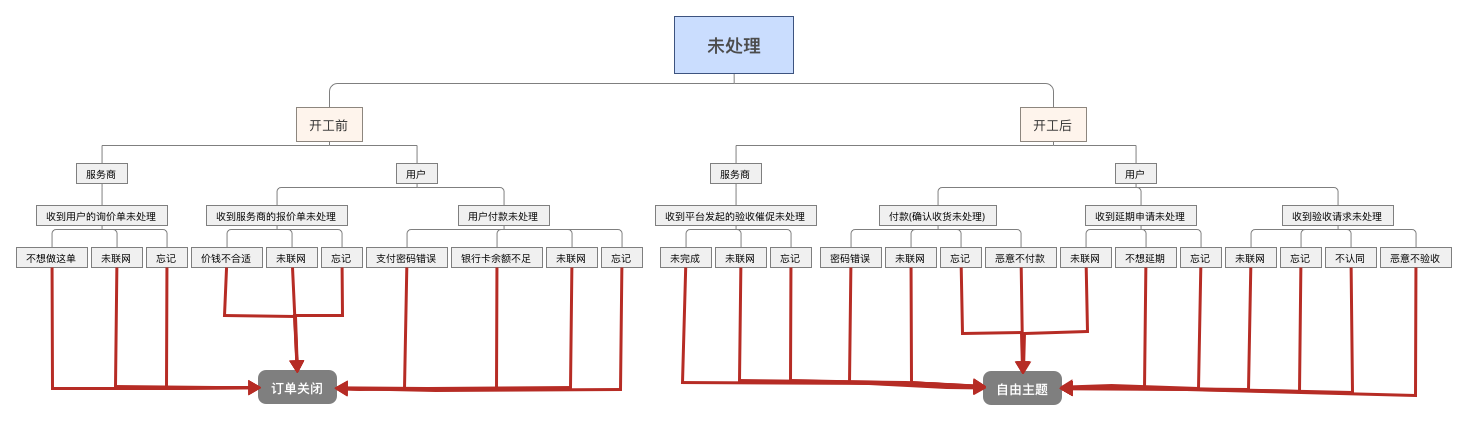 未处理
开工前
开工后
服务商
用户
服务商
用户
收到用户的询价单未处理
收到服务商的报价单未处理
用户付款未处理
收到平台发起的验收催促未处理
付款(确认收货未处理)
收到延期申请未处理
收到验收请求未处理
不想做这单
未联网
忘记
价钱不合适
未联网
忘记
支付密码错误
银行卡余额不足
未联网
忘记
未完成
未联网
忘记
密码错误
未联网
忘记
恶意不付款
未联网
不想延期
忘记
未联网
忘记
不认同
恶意不验收
订单关闭
自由主题